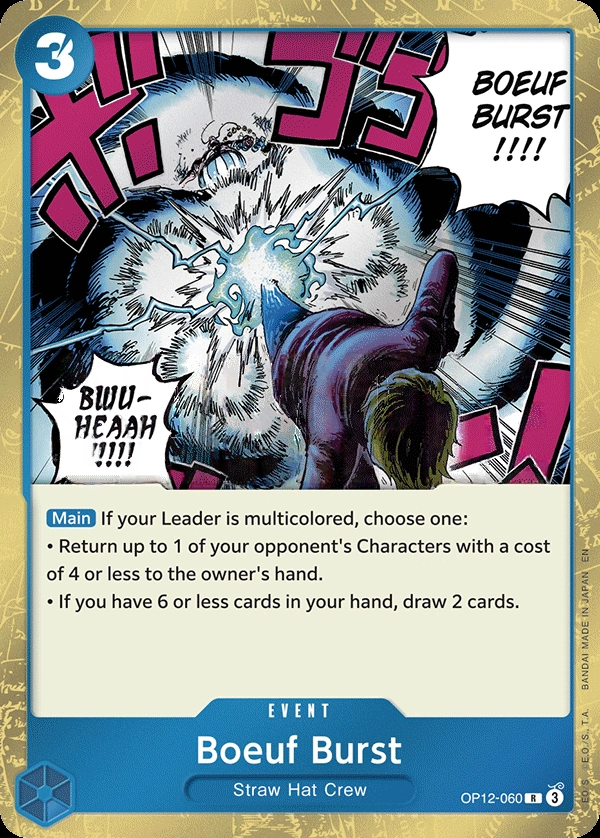 3
BOEUF
BURST
!!!!
ボゴゴ
BWU-
HEAAH
!!!!
Main If your Leader is multicolored, choose one:
• Return up to 1 of your opponent's Characters with a cost
of 4 or less to the owner's hand.
• If you have 6 or less cards in your hand, draw 2 cards.
EVENT
Boeuf Burst
Straw Hat Crew
OP12-060 R 3
BANDAI MADE IN JAPAN EN